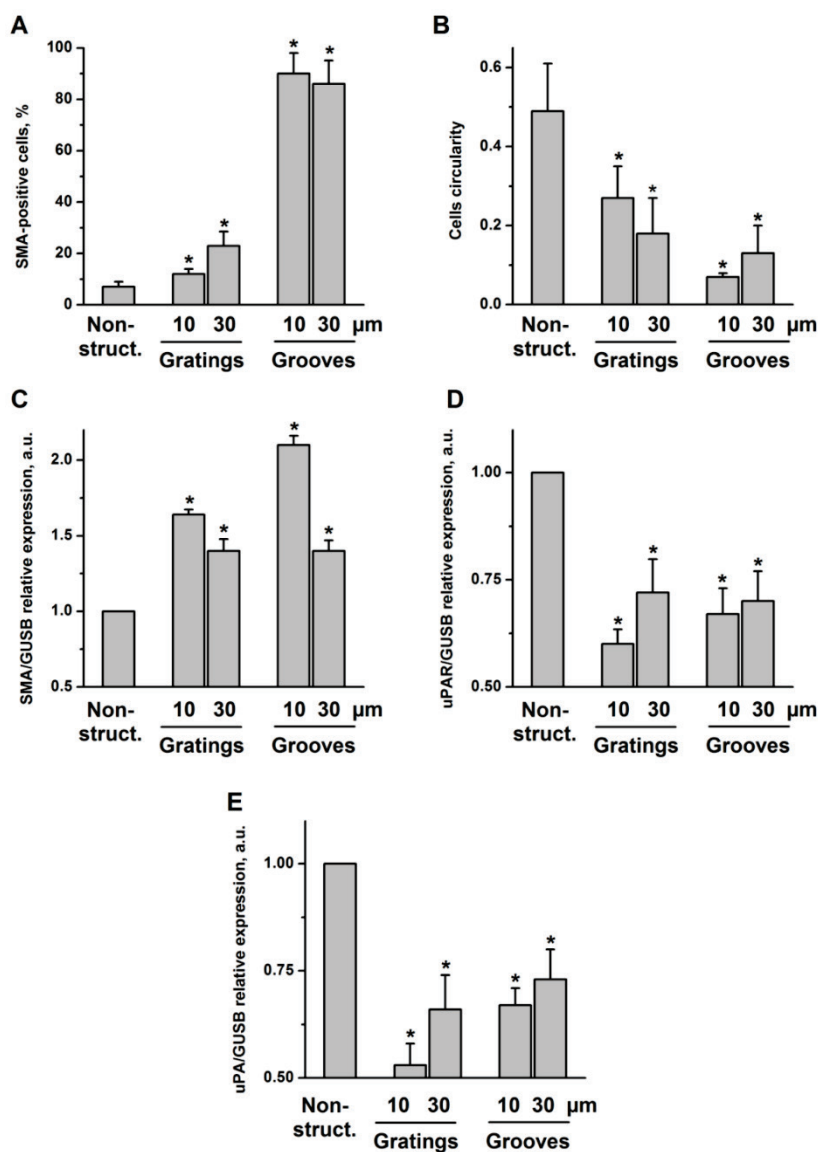 A
SMA-positive cells, %
100
80
60
40
20
0
* * * *
Non-struct.
10 30 µm
Gratings
10 30
Grooves
B
Cells circularity
0.6
0.4
0.2
0.0
* * * *
Non-struct.
10 30
Gratings
10 30 µm
Grooves
C
SMA/GUSB relative expression, a.u.
2.0
1.5
1.0
0.5
* * * *
Non-struct.
10 30
Gratings
10 30 µm
Grooves
D
uPAR/GUSB relative expression, a.u.
1.00
0.75
0.50
* * * *
Non-struct.
10 30
Gratings
10 30 µm
Grooves
E
uPA/GUSB relative expression, a.u.
1.00
0.75
0.50
* * * *
Non-struct.
10 30
Gratings
10 30 µm
Grooves